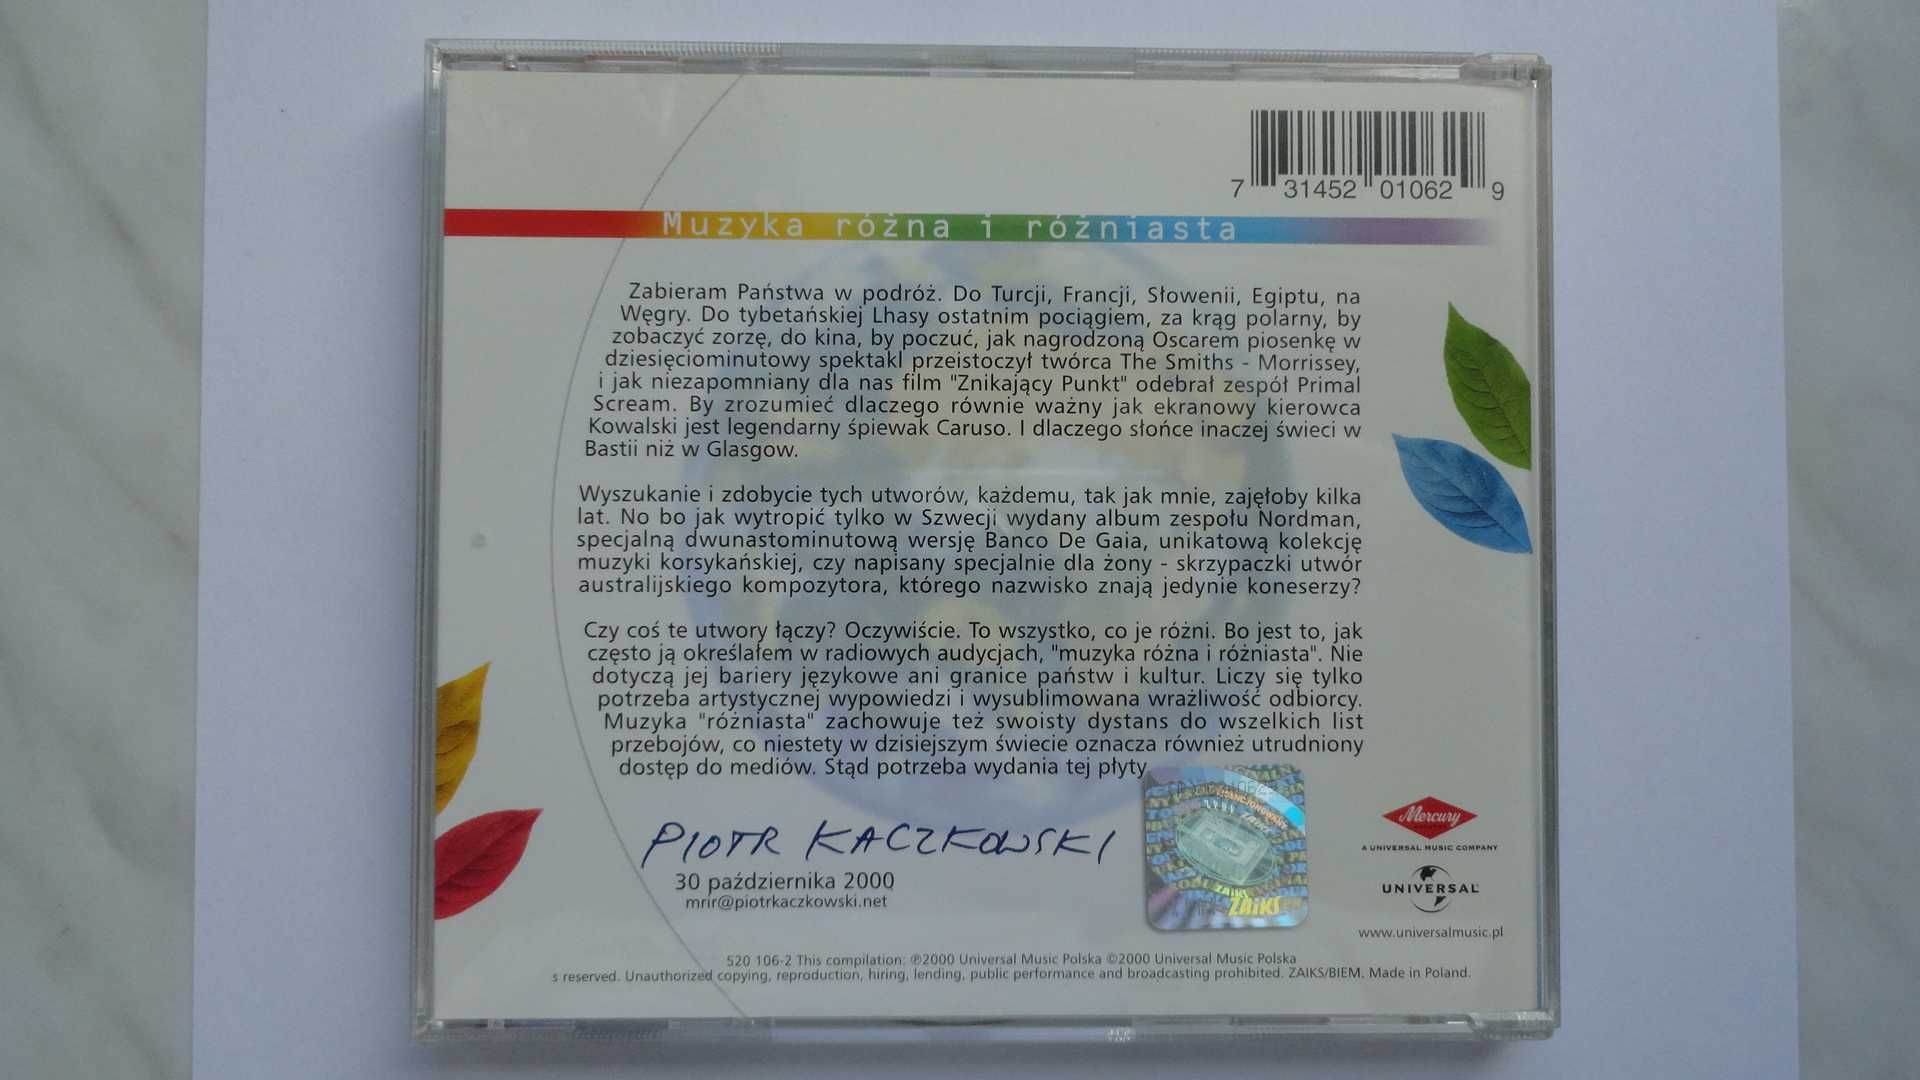 7 31452 01062 9
Muzyka różna i różniasta
Zabieram Państwa w podróż. Do Turcji, Francji, Słowenii, Egiptu, na
Węgry. Do tybetańskiej Lhasy ostatnim pociągiem, za krąg polarny, by
zobaczyć zorzę, do kina, by poczuć, jak nagrodzoną Oscarem piosenkę w
dziesięciominutowy spektakl przeistoczył twórca The Smiths - Morrissey,
i jak niezapomniany dla nas film "Znikający Punkt" odebrał zespół Primal
Scream. By zrozumieć dlaczego równie ważny jak ekranowy kierowca
Kowalski jest legendarny śpiewak Caruso. I dlaczego słońce inaczej świeci w
Bastii niż w Glasgow.
Wyszukanie i zdobycie tych utworów, każdemu, tak jak mnie, zajęłoby kilka
lat. No bo jak wytropić tylko w Szwecji wydany album zespołu Nordman,
specjalną dwunastominutową wersję Banco De Gaia, unikatową kolekcję
muzyki korsykańskiej, czy napisany specjalnie dla żony - skrzypaczki utwór
australijskiego kompozytora, którego nazwisko znają jedynie koneserzy?
Czy coś te utwory łączy? Oczywiście. To wszystko, co je różni. Bo jest to, jak
często ją określałem w radiowych audycjach, "muzyka różna i różniasta". Nie
dotyczą jej bariery językowe ani granice państw i kultur. Liczy się tylko
potrzeba artystycznej wypowiedzi i wysublimowana wrażliwość odbiorcy.
Muzyka "różniasta" zachowuje też swoisty dystans do wszelkich list
przebojów, co niestety w dzisiejszym świecie oznacza również utrudniony
dostęp do mediów. Stąd potrzeba wydania tej płyty
PIOTR KACZKOWSKI
30 października 2000
mrir@piotrkaczkowski.net
ZAiKS
Mercury
A UNIVERSAL MUSIC COMPANY
UNIVERSAL
www.universalmusic.pl
520 106-2 This compilation: ℗2000 Universal Music Polska ©2000 Universal Music Polska
s reserved. Unauthorized copying, reproduction, hiring, lending, public performance and broadcasting prohibited. ZAIKS/BIEM. Made in Poland.